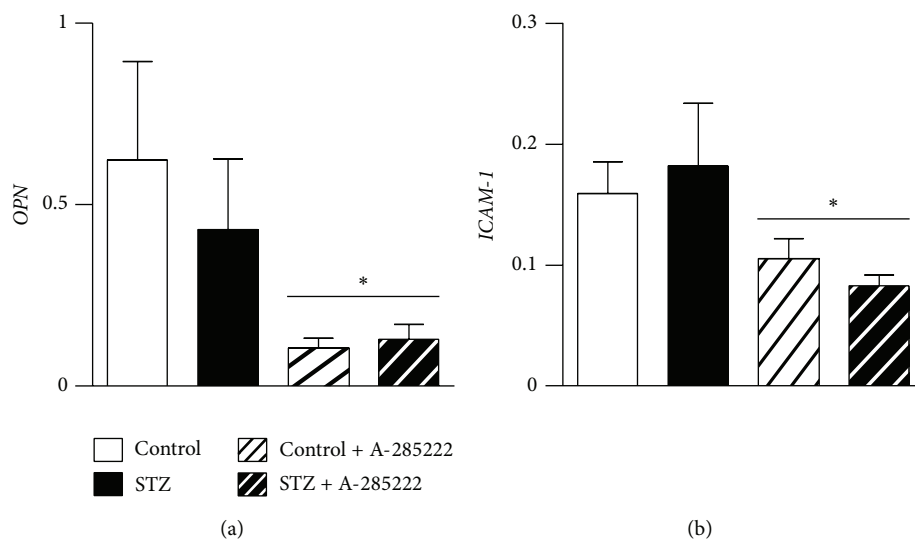 1
0.5
0
OPN
*
0.3
0.2
0.1
0
ICAM-1
*
Control
Control + A-285222
STZ
STZ + A-285222
(a)
(b)